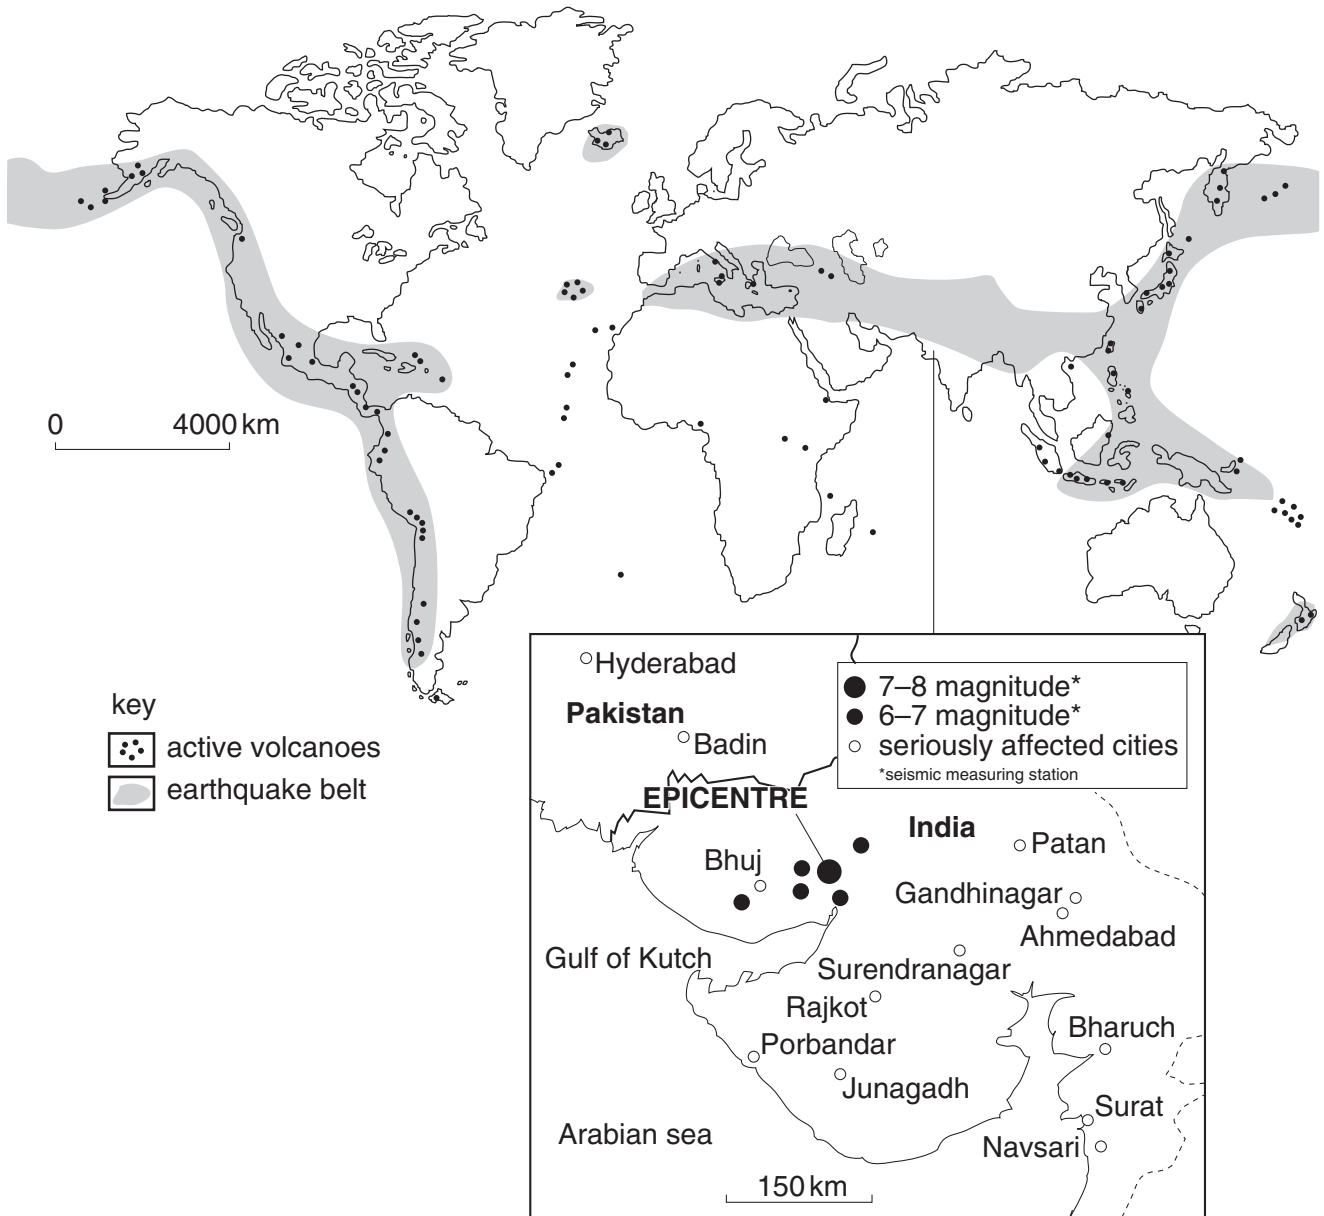 0 4000 km
key
active volcanoes
earthquake belt
Hyderabad
7–8 magnitude*
6–7 magnitude*
seriously affected cities
*seismic measuring station
Pakistan
Badin
EPICENTRE
India
Patan
Bhuj
Gandhinagar
Ahmedabad
Gulf of Kutch
Surendranagar
Rajkot
Bharuch
Porbandar
Junagadh
Surat
Arabian sea
Navsari
150 km